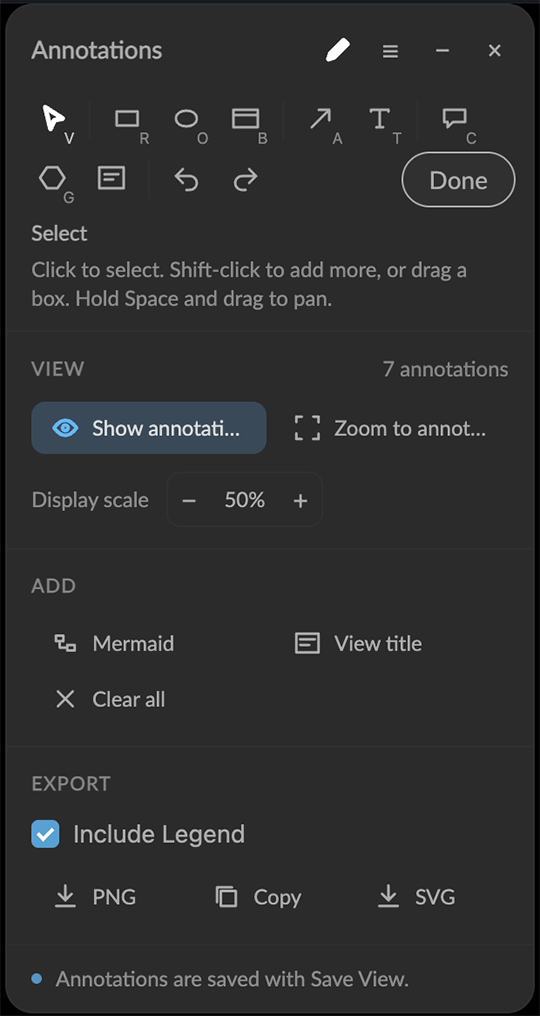 Annotations
V
R
O
B
A
T
C
G
Done
Select
Click to select. Shift-click to add more, or drag a
box. Hold Space and drag to pan.
VIEW
7 annotations
Show annotati...
Zoom to annot...
Display scale
− 50% +
ADD
Mermaid
View title
Clear all
EXPORT
Include Legend
PNG
Copy
SVG
Annotations are saved with Save View.